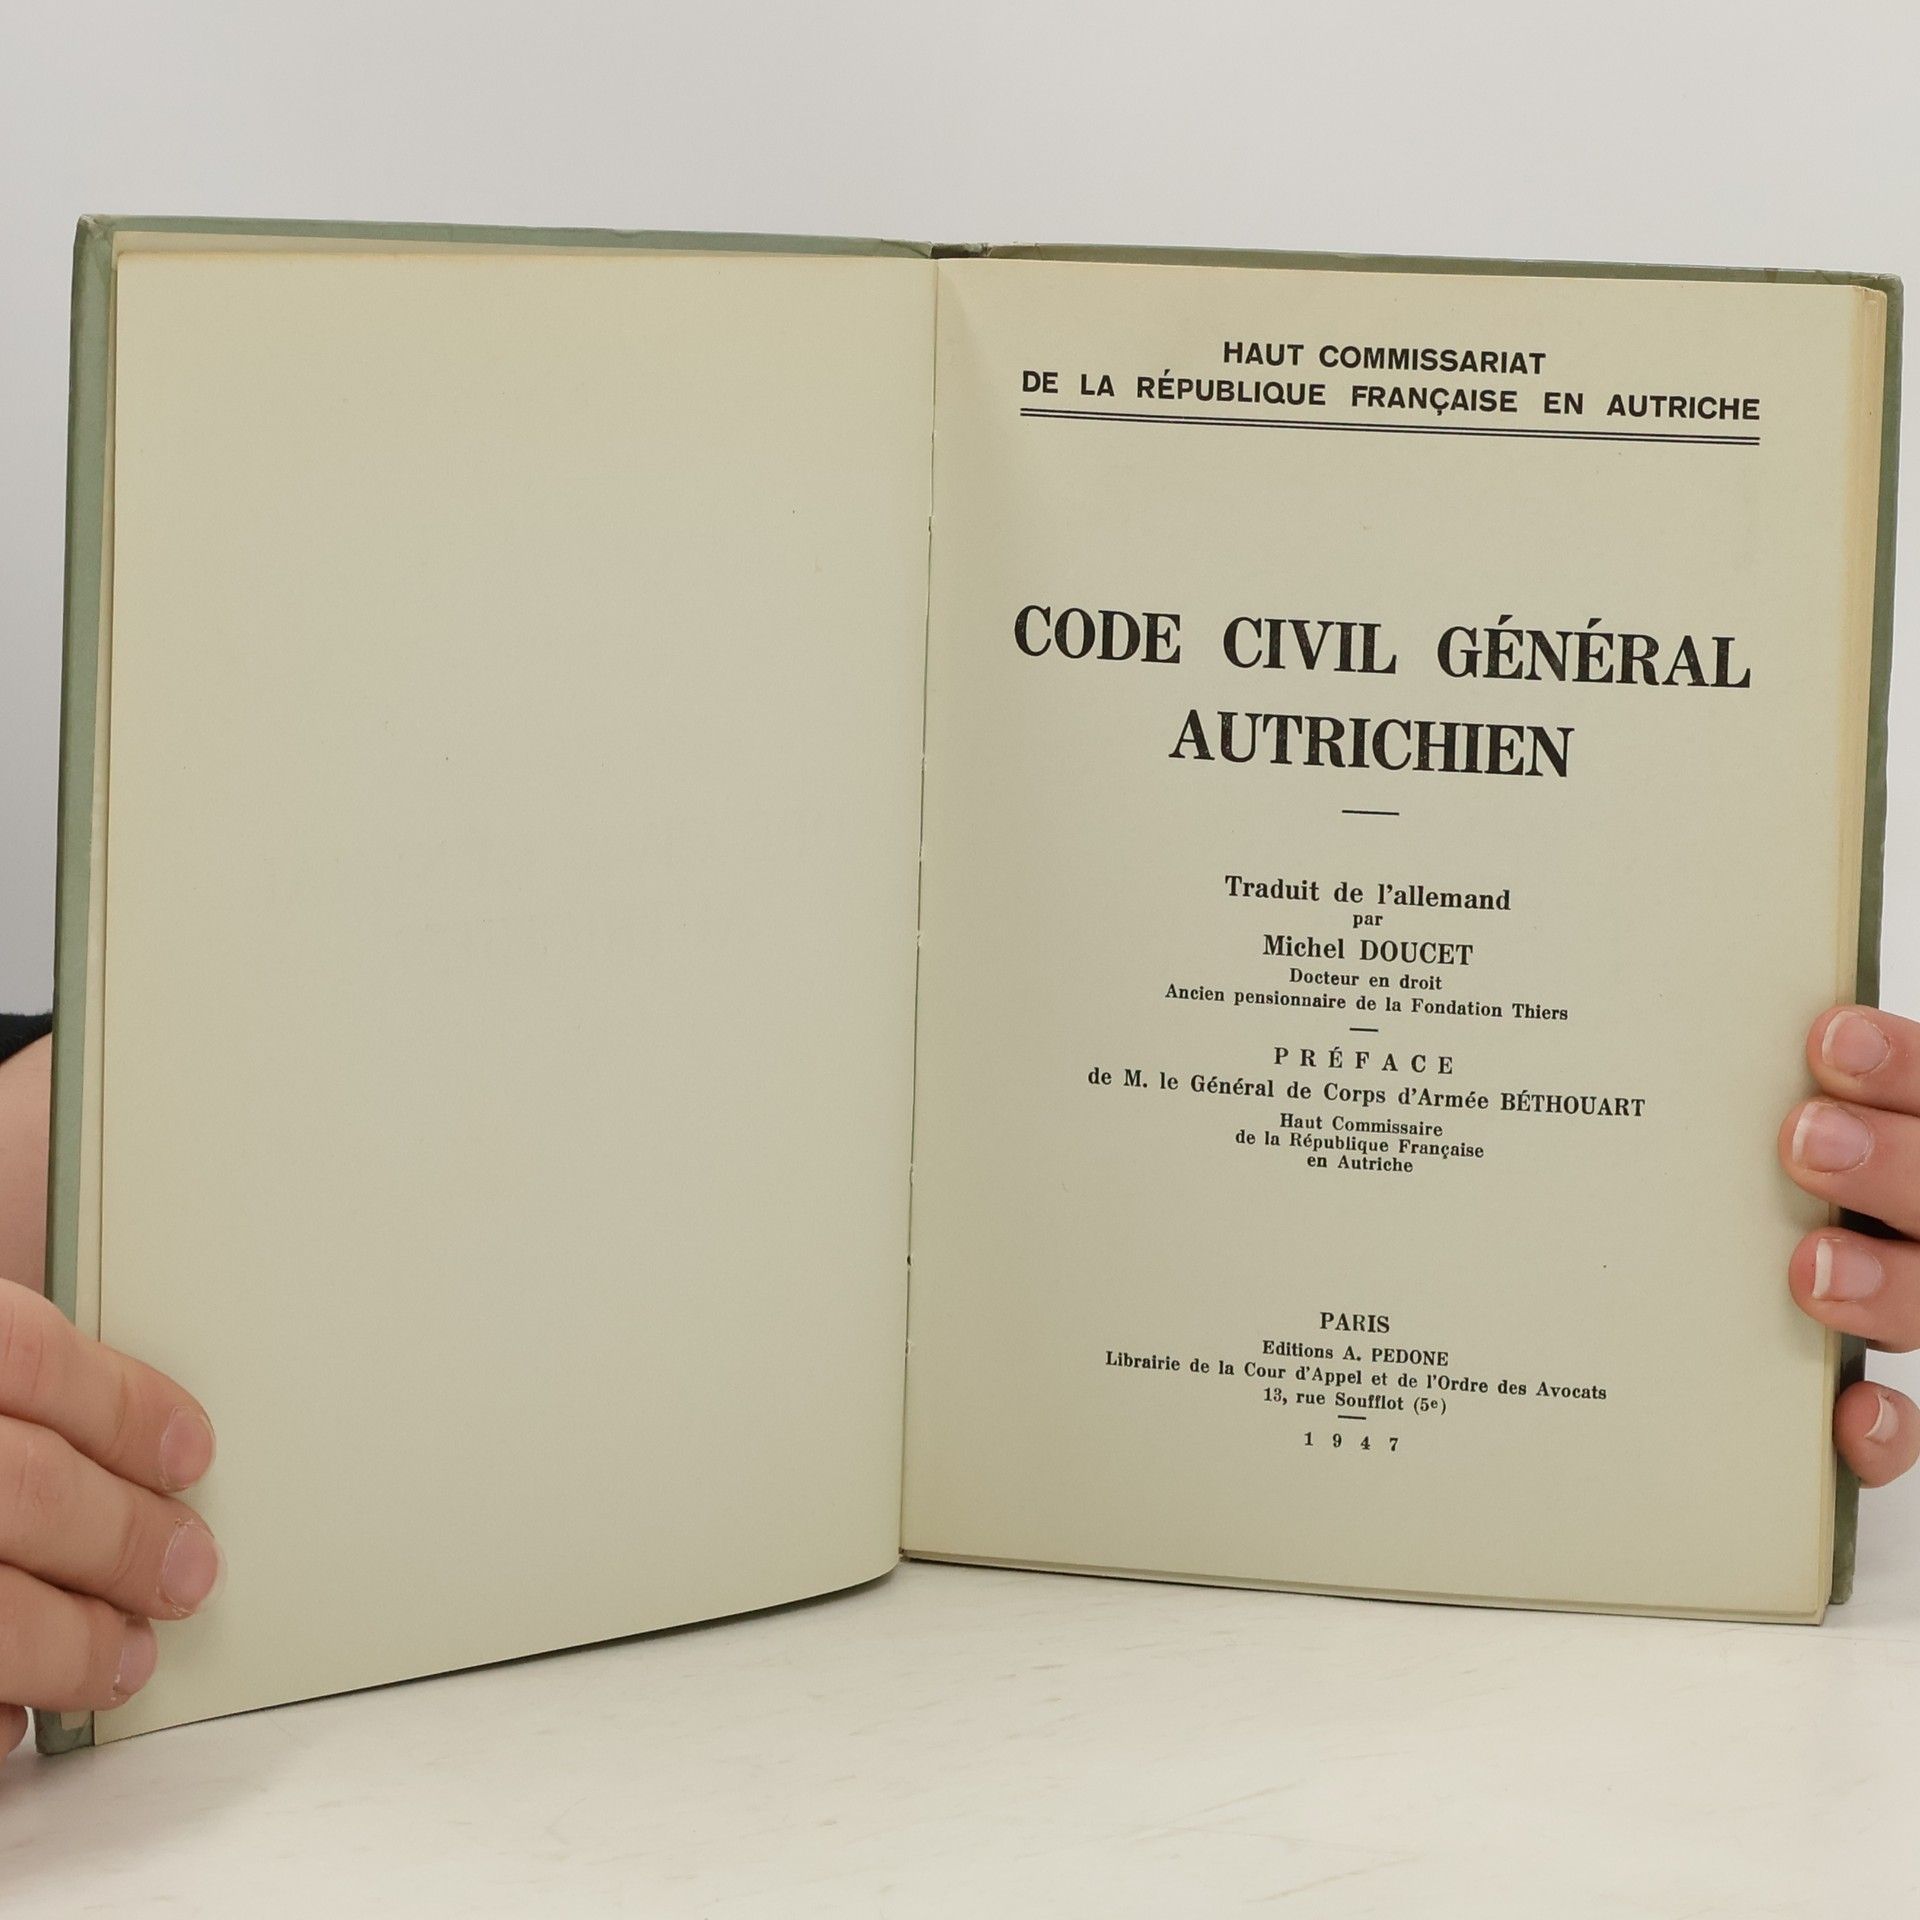 HAUT COMMISSARIAT
DE LA RÉPUBLIQUE FRANÇAISE EN AUTRICHE
CODE CIVIL GÉNÉRAL
AUTRICHIEN
Traduit de l'allemand
par
Michel DOUCET
Docteur en droit
Ancien pensionnaire de la Fondation Thiers
PRÉFACE
de M. le Général de Corps d'Armée BÉTHOUART
Haut Commissaire
de la République Française
en Autriche
PARIS
Editions A. PEDONE
Librairie de la Cour d'Appel et de l'Ordre des Avocats
13, rue Soufflot (5e)
1947